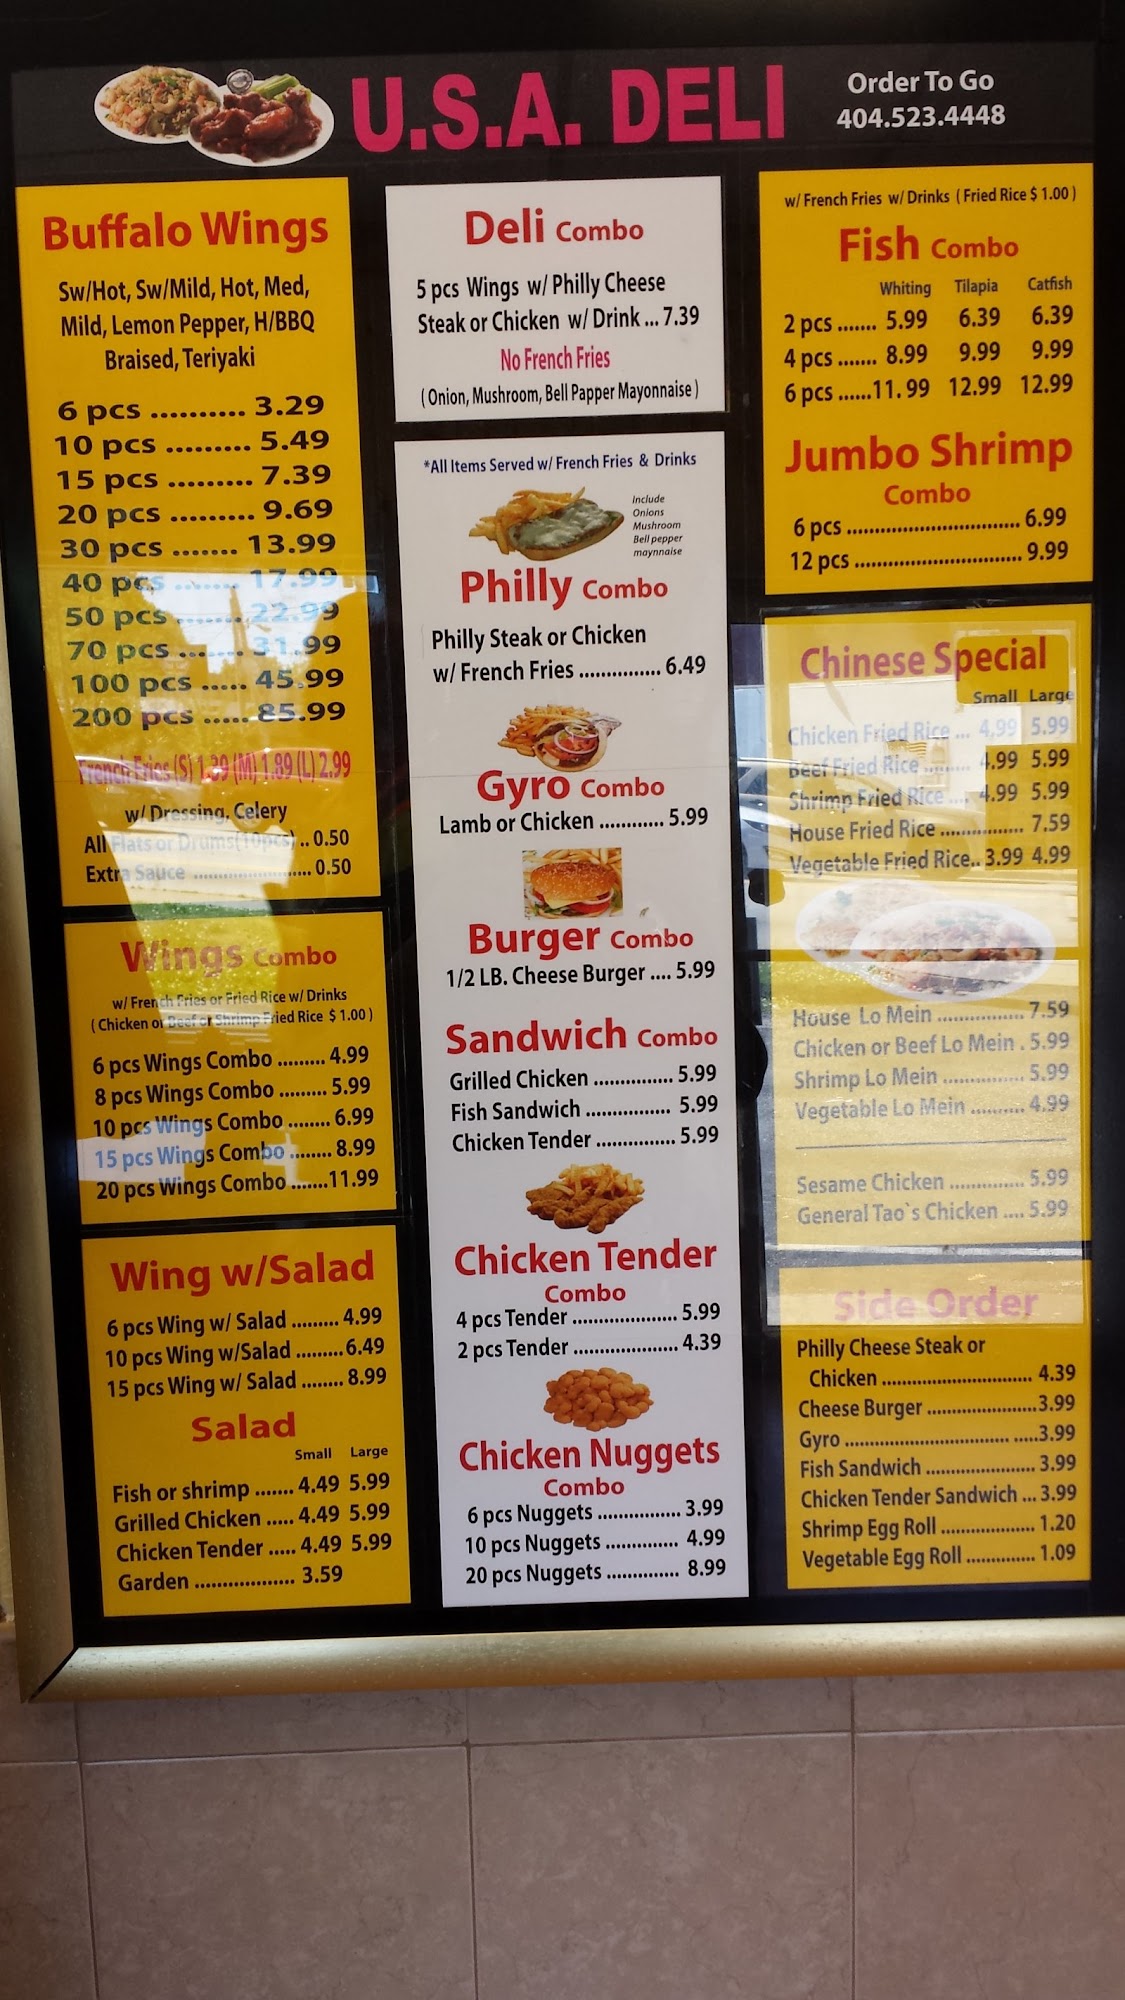 U.S.A. DELI
Order To Go
404.523.4448
Buffalo Wings
Sw/Hot, Sw/Mild, Hot, Med,
Mild, Lemon Pepper, H/BBQ
Braised, Teriyaki
6 pcs .......... 3.29
10 pcs ......... 5.49
15 pcs ......... 7.39
20 pcs ......... 9.69
30 pcs ....... 13.99
40 pcs ....... 17.99
50 pcs ....... 22.99
70 pcs ....... 31.99
100 pcs ..... 45.99
200 pcs ..... 85.99
French Fries (S) 1.39 (M) 1.89 (L) 2.99
w/ Dressing, Celery
All Flats or Drums(10pcs) .. 0.50
Extra Sauce ....................... 0.50
Wings Combo
w/ French Fries or Fried Rice w/ Drinks
( Chicken or Beef or Shrimp Fried Rice $ 1.00 )
6 pcs Wings Combo ......... 4.99
8 pcs Wings Combo ......... 5.99
10 pcs Wings Combo ........ 6.99
15 pcs Wings Combo ........ 8.99
20 pcs Wings Combo .......11.99
Wing w/Salad
6 pcs Wing w/ Salad ......... 4.99
10 pcs Wing w/Salad .........6.49
15 pcs Wing w/ Salad ........ 8.99
Salad
Small Large
Fish or shrimp ....... 4.49 5.99
Grilled Chicken ..... 4.49 5.99
Chicken Tender ..... 4.49 5.99
Garden ................... 3.59
Deli Combo
5 pcs Wings w/ Philly Cheese
Steak or Chicken w/ Drink ... 7.39
No French Fries
( Onion, Mushroom, Bell Papper Mayonnaise )
*All Items Served w/ French Fries & Drinks
Include
Onions
Mushroom
Bell pepper
maynnaise
Philly Combo
Philly Steak or Chicken
w/ French Fries ............... 6.49
Gyro Combo
Lamb or Chicken ............ 5.99
Burger Combo
1/2 LB. Cheese Burger .... 5.99
Sandwich Combo
Grilled Chicken ............... 5.99
Fish Sandwich ................ 5.99
Chicken Tender ............... 5.99
Chicken Tender
Combo
4 pcs Tender ..................... 5.99
2 pcs Tender ..................... 4.39
Chicken Nuggets
Combo
6 pcs Nuggets ................ 3.99
10 pcs Nuggets .............. 4.99
20 pcs Nuggets .............. 8.99
w/ French Fries w/ Drinks ( Fried Rice $ 1.00 )
Fish Combo
Whiting Tilapia Catfish
2 pcs ....... 5.99 6.39 6.39
4 pcs ....... 8.99 9.99 9.99
6 pcs ......11. 99 12.99 12.99
Jumbo Shrimp
Combo
6 pcs .............................. 6.99
12 pcs ............................. 9.99
Chinese Special
Small Large
Chicken Fried Rice ... 4.99 5.99
Beef Fried Rice ......... 4.99 5.99
Shrimp Fried Rice .... 4.99 5.99
House Fried Rice ................ 7.59
Vegetable Fried Rice.. 3.99 4.99
House Lo Mein ................ 7.59
Chicken or Beef Lo Mein . 5.99
Shrimp Lo Mein ............... 5.99
Vegetable Lo Mein .......... 4.99
Sesame Chicken .............. 5.99
General Tao`s Chicken .... 5.99
Side Order
Philly Cheese Steak or
Chicken ............................. 4.39
Cheese Burger .....................3.99
Gyro ................................ .....3.99
Fish Sandwich ..................... 3.99
Chicken Tender Sandwich ... 3.99
Shrimp Egg Roll .................. 1.20
Vegetable Egg Roll .............. 1.09